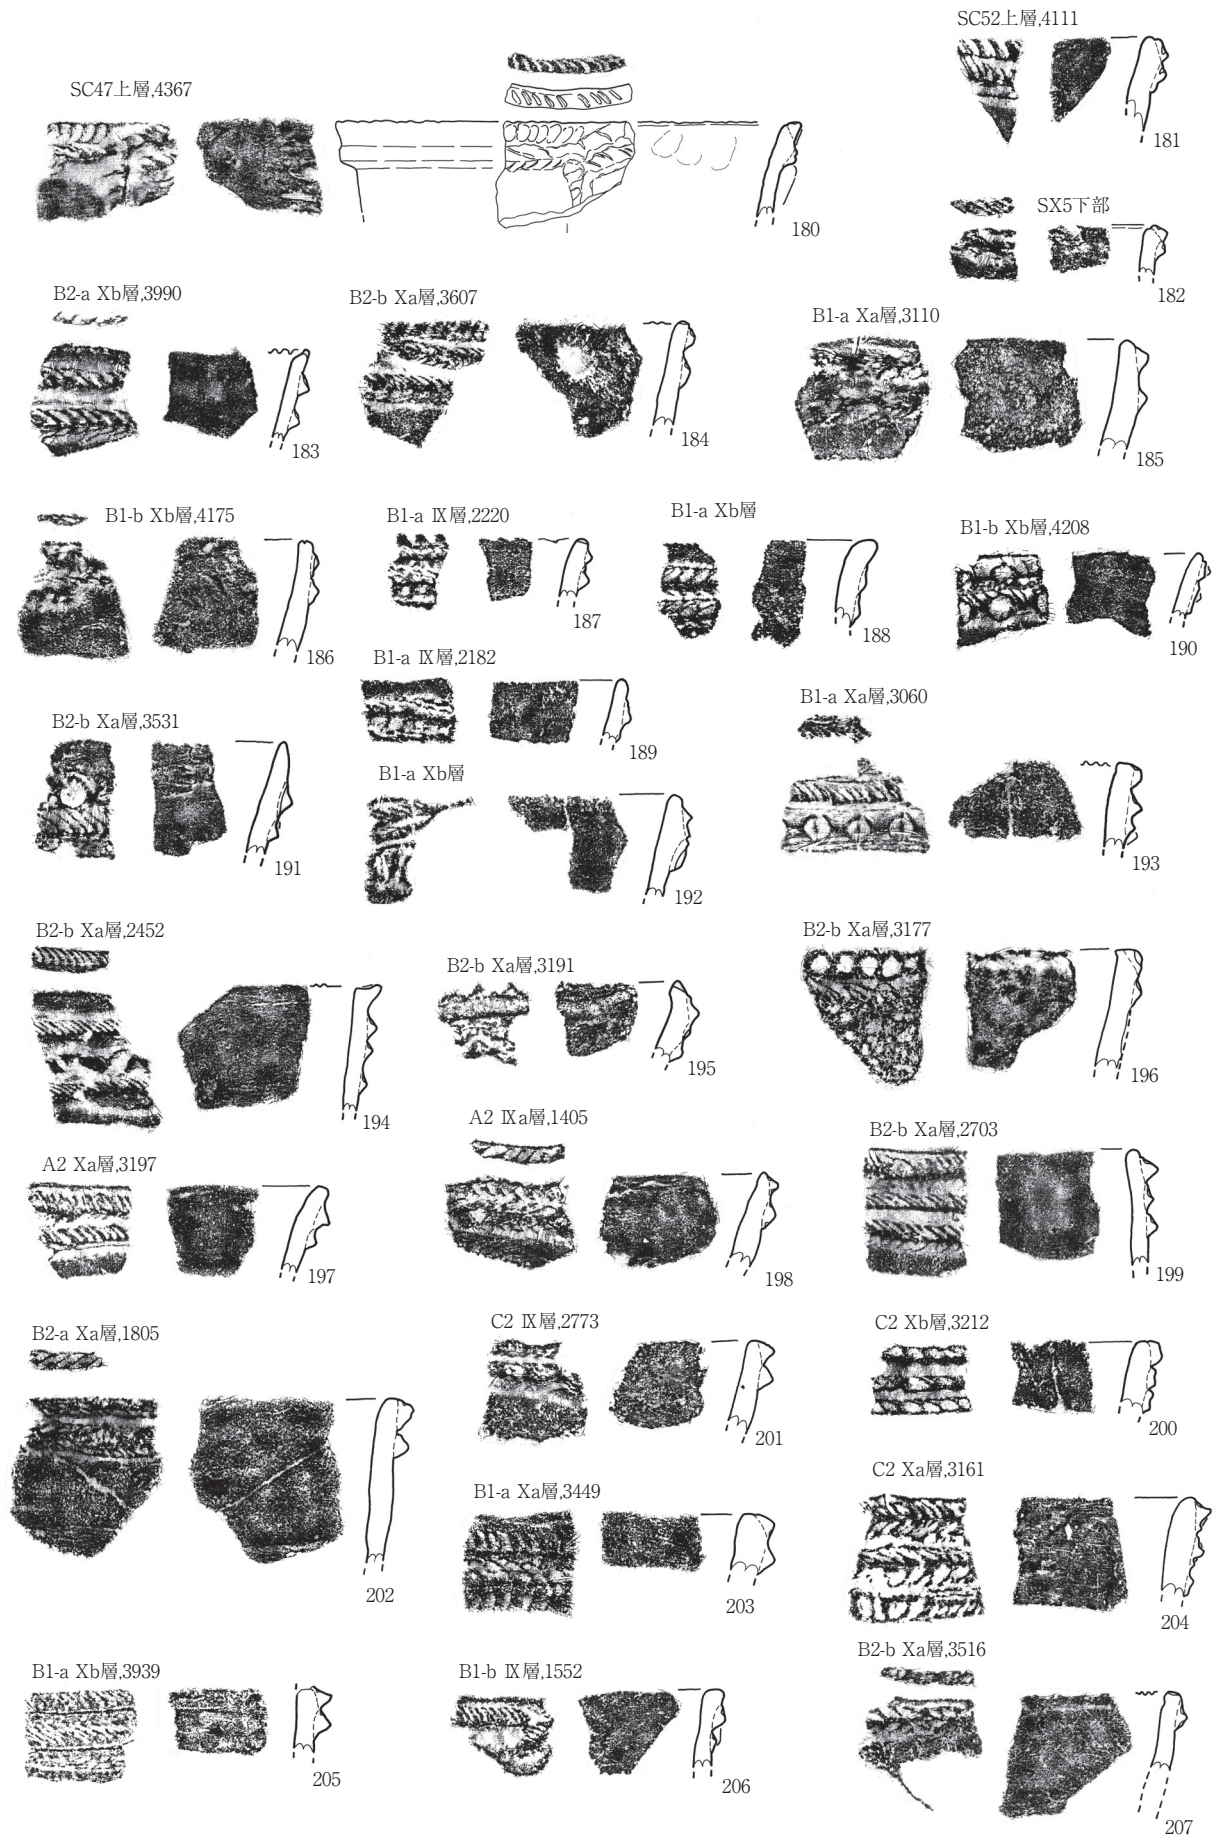 SC52上層,4111
SC47上層,4367
181
SX5下部
180
182
B2-a Xb層,3990
B2-b Xa層,3607
B1-a Xa層,3110
183
184
185
B1-b Xb層,4175
B1-a Ⅸ層,2220
B1-a Xb層
B1-b Xb層,4208
186
187
188
190
B1-a Ⅸ層,2182
B2-b Xa層,3531
B1-a Xa層,3060
189
B1-a Xb層
191
192
193
B2-b Xa層,2452
B2-b Xa層,3191
B2-b Xa層,3177
194
195
196
A2 Xa層,3197
A2 Ⅸa層,1405
B2-b Xa層,2703
197
198
199
B2-a Xa層,1805
C2 Ⅸ層,2773
C2 Xb層,3212
201
200
B1-a Xa層,3449
C2 Xa層,3161
202
203
204
B1-a Xb層,3939
B1-b Ⅸ層,1552
B2-b Xa層,3516
205
206
207